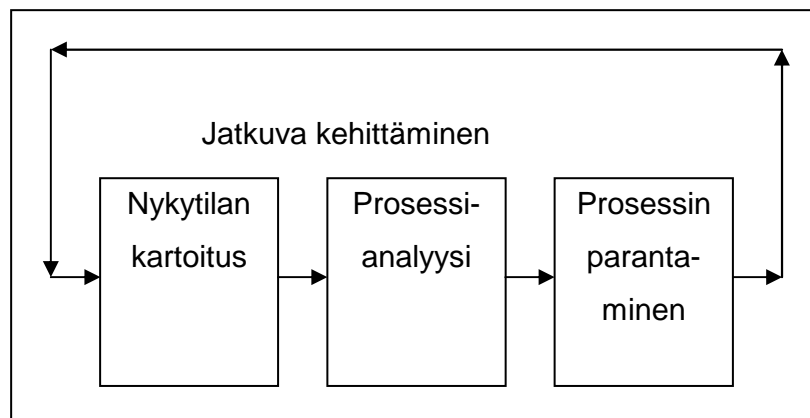 Jatkuva kehittäminen
Nykytilan
kartoitus
Prosessi-
analyysi
Prosessin
paranta-
minen